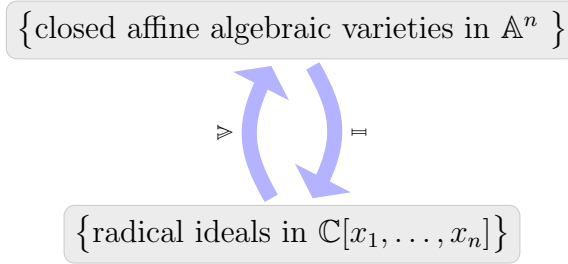 {closed affine algebraic varieties in 𝔸ⁿ }
𝕍 𝕀
{radical ideals in ℂ[x₁, . . . , xₙ]}